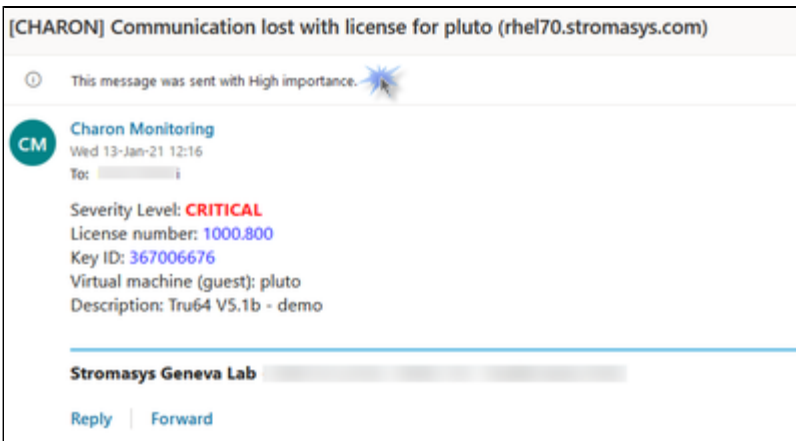 [CHARON] Communication lost with license for pluto (rhel70.stromasys.com)
This message was sent with High importance.
CM
Charon Monitoring
Wed 13-Jan-21 12:16
To:
Severity Level: CRITICAL
License number: 1000.800
Key ID: 367006676
Virtual machine (guest): pluto
Description: Tru64 V5.1b - demo
Stromasys Geneva Lab
Reply | Forward